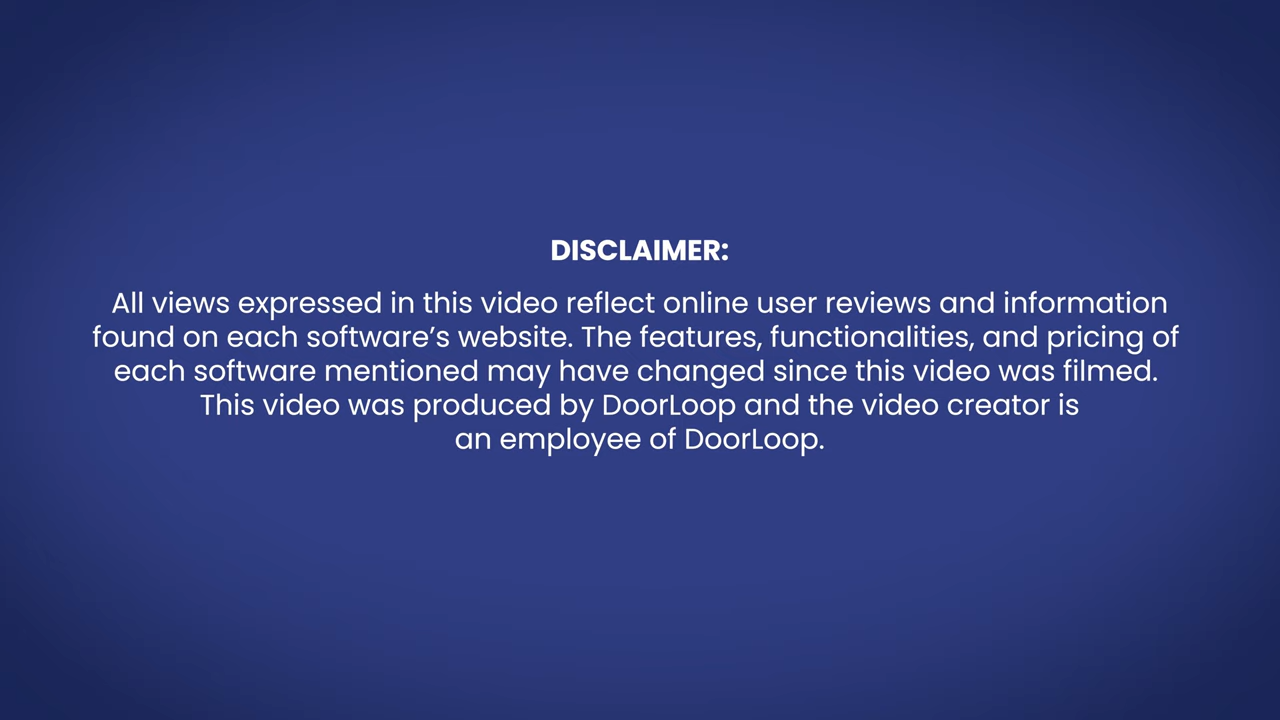 DISCLAIMER:
All views expressed in this video reflect online user reviews and information
found on each software’s website. The features, functionalities, and pricing of
each software mentioned may have changed since this video was filmed.
This video was produced by DoorLoop and the video creator is
an employee of DoorLoop.